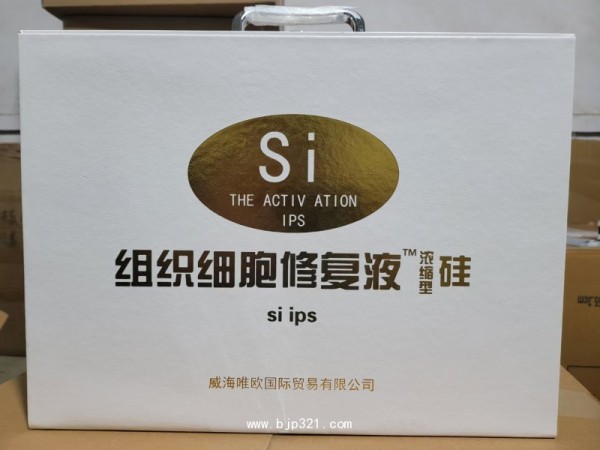 Si
THE ACTIV ATION
IPS
组织细胞修复液™浓缩型硅
si ips
威海唯欧国际贸易有限公司
www.bjp321.com